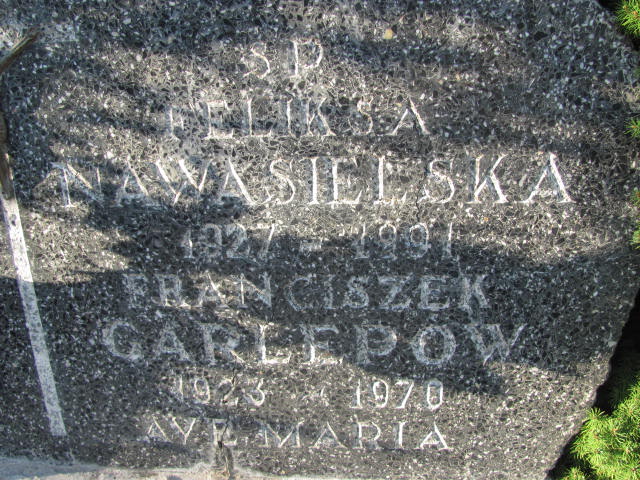 SP
FELIKSA
NAWASIELSKA
1927 - 1991
FRANCISZEK
GARLEPOW
1923 - 1970
AVE MARIA